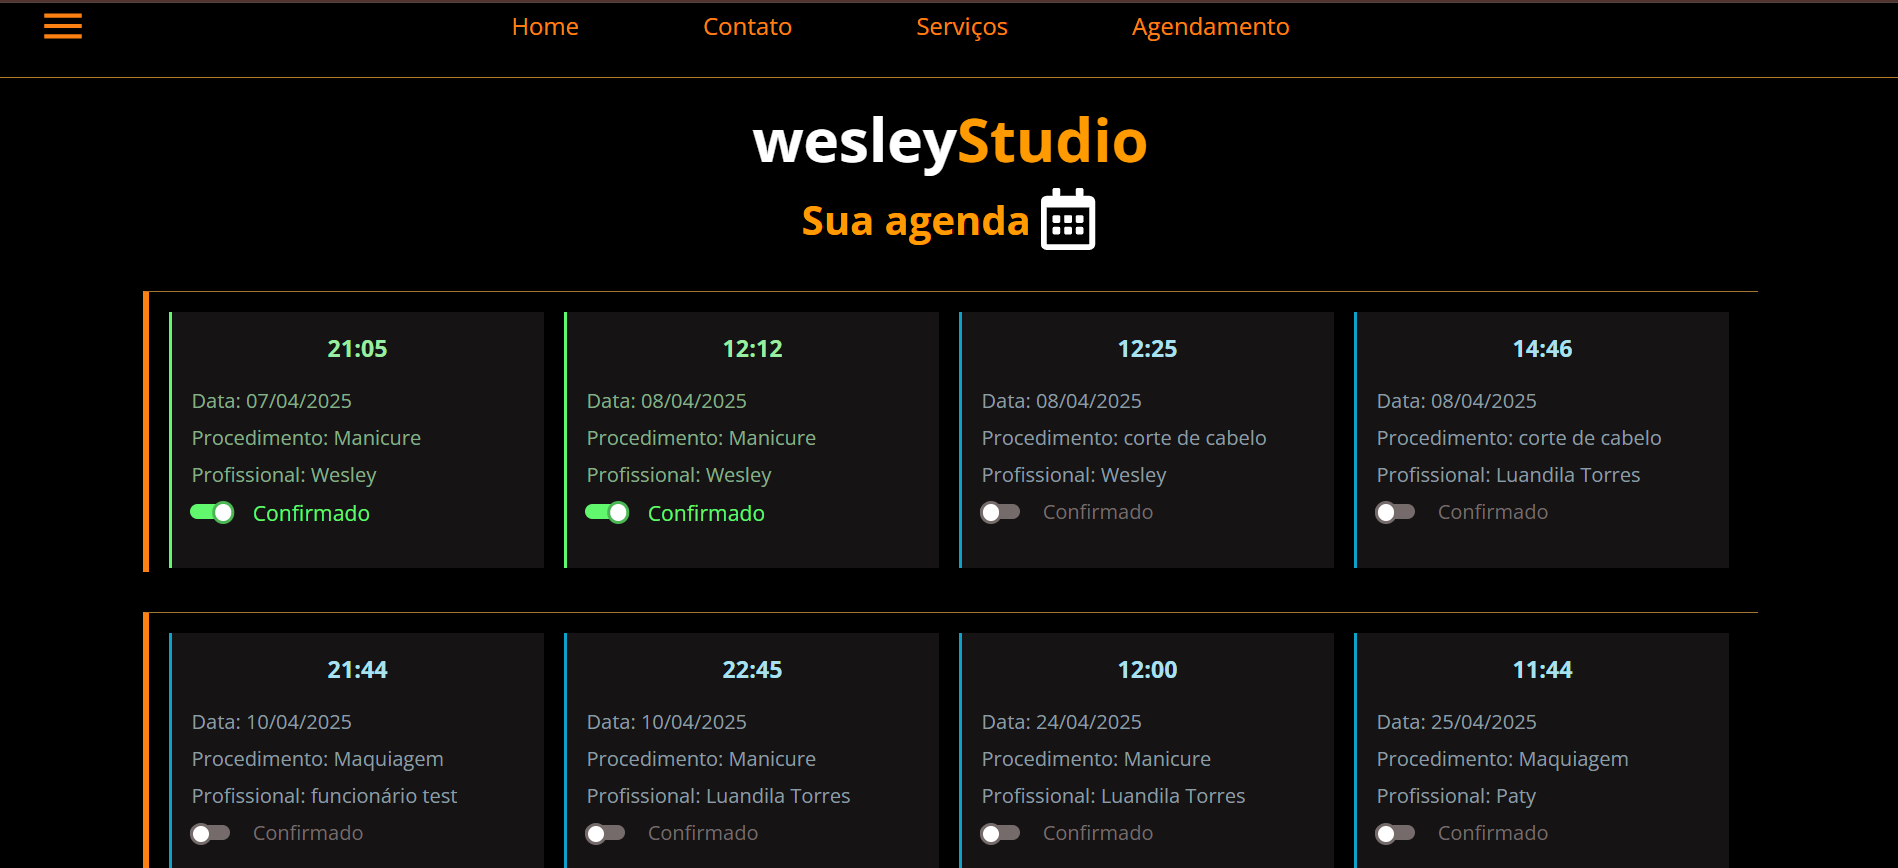 Home Contato Serviços Agendamento
wesleyStudio
Sua agenda
21:05
Data: 07/04/2025
Procedimento: Manicure
Profissional: Wesley
Confirmado
12:12
Data: 08/04/2025
Procedimento: Manicure
Profissional: Wesley
Confirmado
12:25
Data: 08/04/2025
Procedimento: corte de cabelo
Profissional: Wesley
Confirmado
14:46
Data: 08/04/2025
Procedimento: corte de cabelo
Profissional: Luandila Torres
Confirmado
21:44
Data: 10/04/2025
Procedimento: Maquiagem
Profissional: funcionário test
Confirmado
22:45
Data: 10/04/2025
Procedimento: Manicure
Profissional: Luandila Torres
Confirmado
12:00
Data: 24/04/2025
Procedimento: Manicure
Profissional: Luandila Torres
Confirmado
11:44
Data: 25/04/2025
Procedimento: Maquiagem
Profissional: Paty
Confirmado